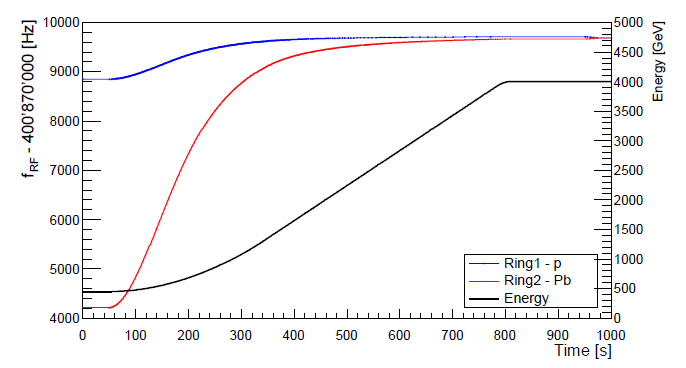 f_RF - 400'870'000 [Hz]
10000
9000
8000
7000
6000
5000
4000
5000
4500
4000
3500
3000
2500
2000
1500
1000
500
0
Energy [GeV]
Ring1 - p
Ring2 - Pb
Energy
0 100 200 300 400 500 600 700 800 900 1000
Time [s]